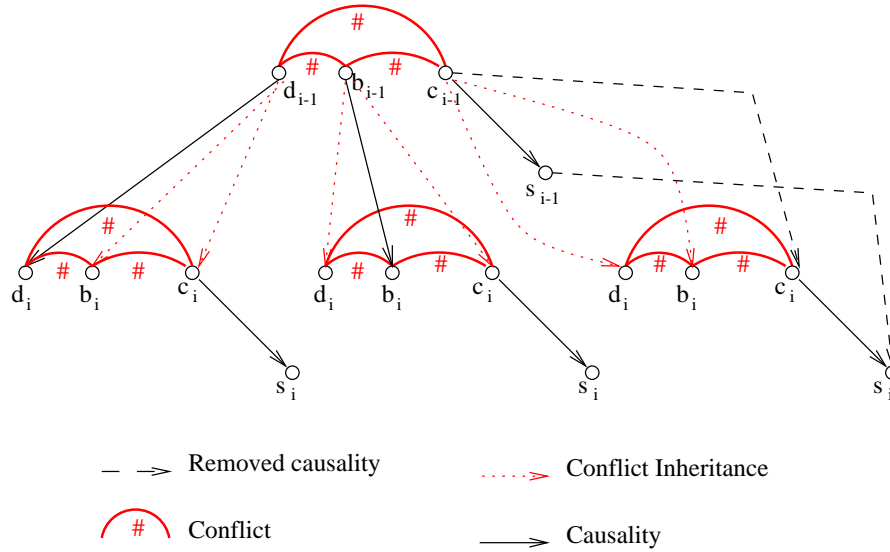 #
# #
d i-1 b i-1 c i-1
s i-1
# # #
# # # # # #
d i b i c i d i b i c i d i b i c i
s i s i s i
Removed causality Conflict Inheritance
# Conflict Causality